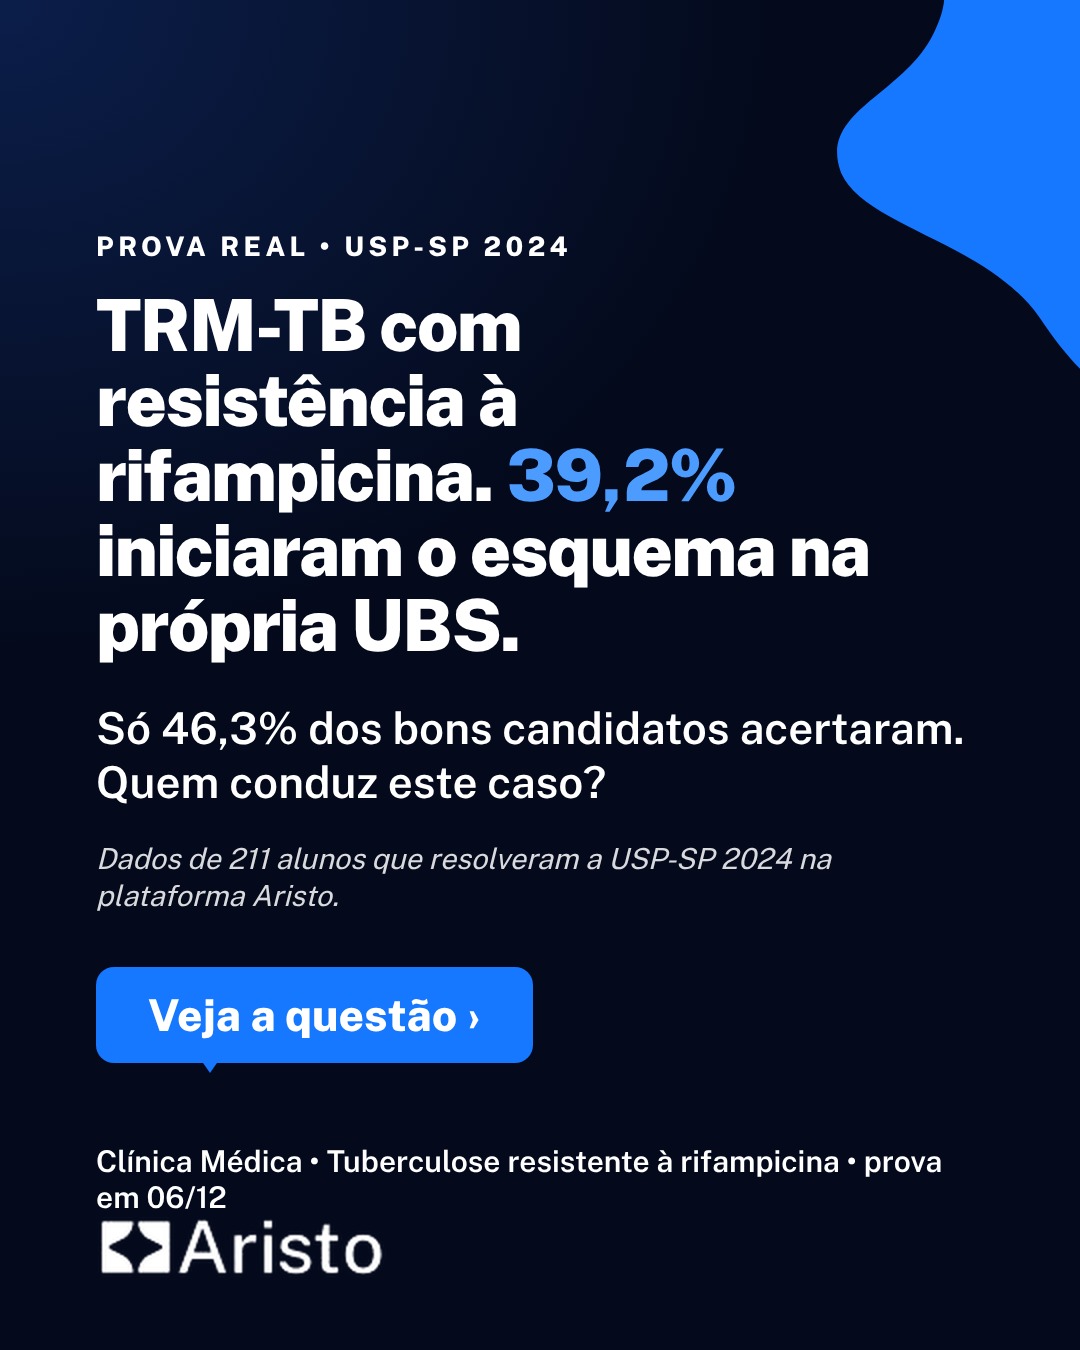 PROVA REAL • USP-SP 2024
TRM-TB com
resistência à
rifampicina. 39,2%
iniciaram o esquema na
própria UBS.
Só 46,3% dos bons candidatos acertaram.
Quem conduz este caso?
Dados de 211 alunos que resolveram a USP-SP 2024 na
plataforma Aristo.
Veja a questão ›
Clínica Médica • Tuberculose resistente à rifampicina • prova
em 06/12
Aristo